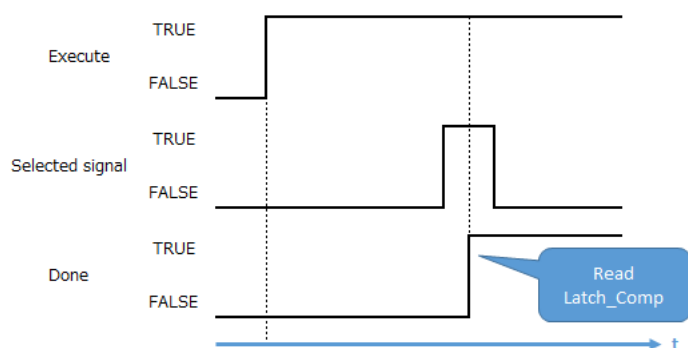 TRUE
Execute
FALSE
TRUE
Selected signal
FALSE
TRUE
Done
FALSE
Read
Latch_Comp
t